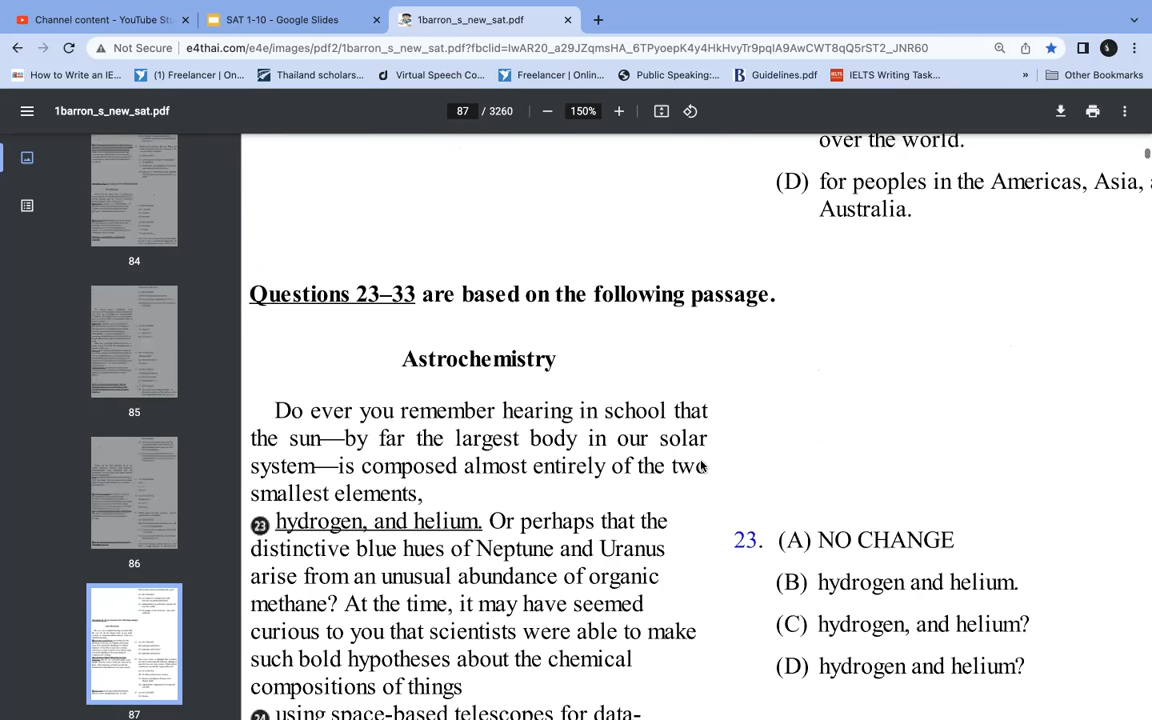 Channel content - YouTube Stu
SAT 1-10 - Google Slides
1barron_s_new_sat.pdf
Not Secure
e4thai.com/e4e/images/pdf2/1barron_s_new_sat.pdf?fbclid=IwAR20_a29JZqmsHA_6TPyoepK4y4HkHvyTr9pqIA9AwCWT8qQ5rST2_JNR60
How to Write an IE...
(1) Freelancer | On...
Thailand scholars...
Virtual Speech Co...
Freelancer | Onlin...
Public Speaking:...
Guidelines.pdf
IELTS Writing Task...
»
Other Bookmarks
1barron_s_new_sat.pdf
87 / 3260
150%
84
85
86
87
over the world.
(D) for peoples in the Americas, Asia,
Australia.
Questions 23–33 are based on the following passage.
Astrochemistry
Do ever you remember hearing in school that
the sun—by far the largest body in our solar
system—is composed almost entirely of the two
smallest elements,
23 hydrogen, and helium. Or perhaps that the
distinctive blue hues of Neptune and Uranus
arise from an unusual abundance of organic
methane? At the time, it may have seemed
curious to you that scientists were able to make
such bold hypotheses about the chemical
compositions of things
24 using space-based telescopes for data-
23. (A) NO CHANGE
(B) hydrogen and helium.
(C) hydrogen, and helium?
(D) hydrogen and helium?